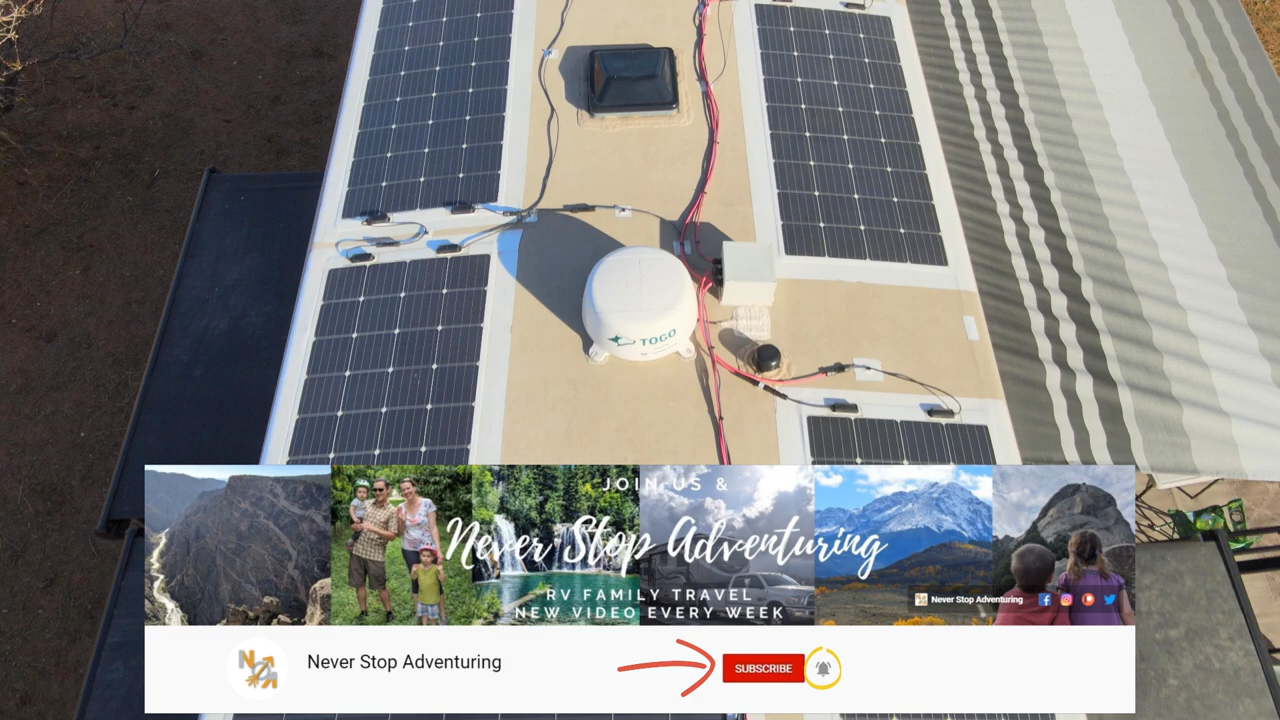 TOGO
JOIN US &
Never Stop Adventuring
RV FAMILY TRAVEL
NEW VIDEO EVERY WEEK
Never Stop Adventuring
NSA
Never Stop Adventuring
SUBSCRIBE